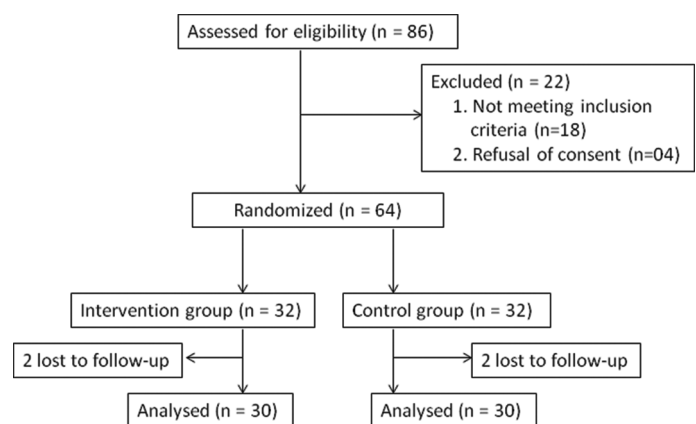 Assessed for eligibility (n = 86)
Excluded (n = 22)
1. Not meeting inclusion
criteria (n=18)
2. Refusal of consent (n=04)
Randomized (n = 64)
Intervention group (n = 32)
Control group (n = 32)
2 lost to follow-up
2 lost to follow-up
Analysed (n = 30)
Analysed (n = 30)